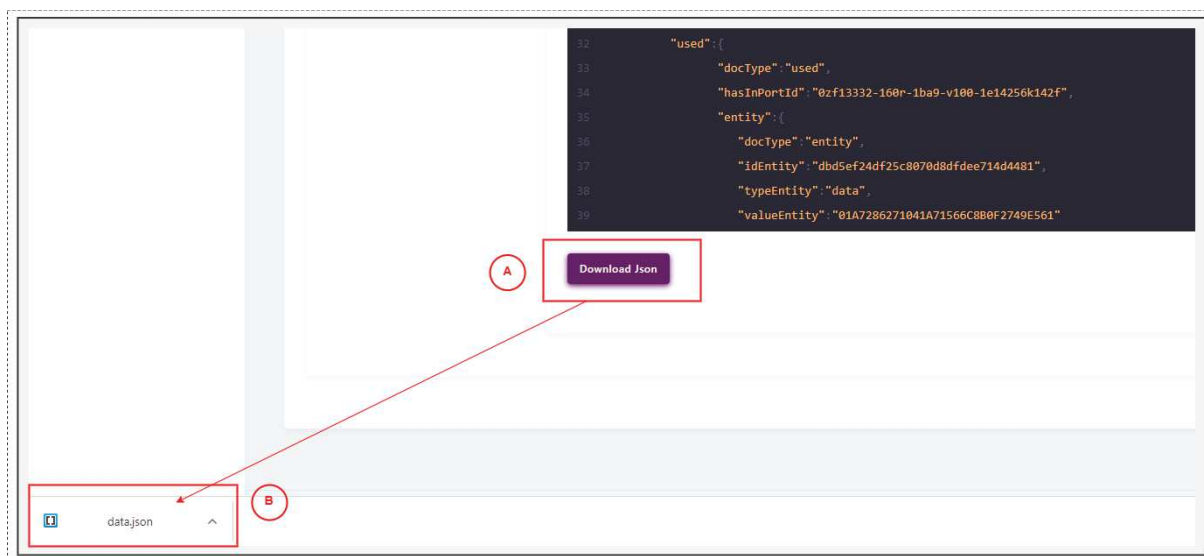 32 "used":{
33 "docType":"used",
34 "hasInPortId":"0zf13332-160r-1ba9-v100-1e14256k142f",
35 "entity":{
36 "docType":"entity",
37 "idEntity":"dbd5ef24df25c8070d8dfdee714d4481",
38 "typeEntity":"data",
39 "valueEntity":"01A7286271041A71566C8B0F2749E561"
A Download Json
B
data.json